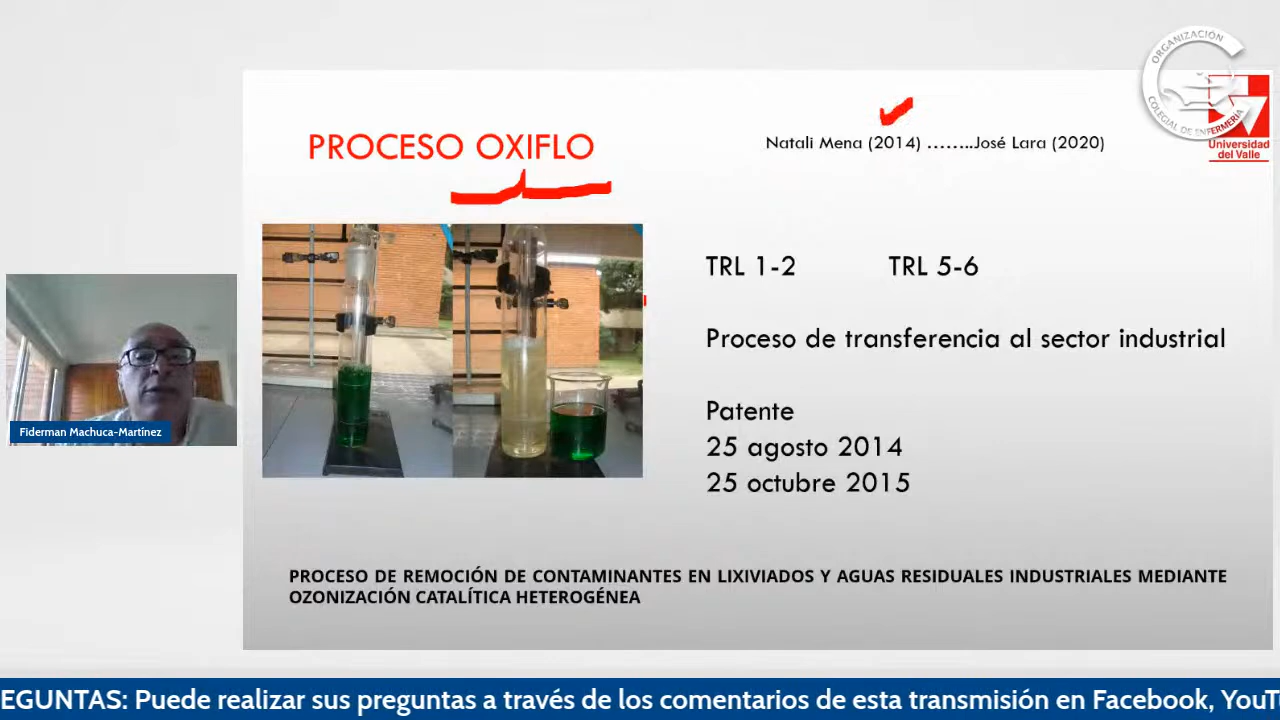 ORGANIZACIÓN
COLEGIAL DE ENFERMERÍA
Universidad
del Valle
PROCESO OXIFLO
Natali Mena (2014) ……..José Lara (2020)
TRL 1-2 TRL 5-6
Proceso de transferencia al sector industrial
Patente
25 agosto 2014
25 octubre 2015
Fiderman Machuca-Martínez
PROCESO DE REMOCIÓN DE CONTAMINANTES EN LIXIVIADOS Y AGUAS RESIDUALES INDUSTRIALES MEDIANTE
OZONIZACIÓN CATALÍTICA HETEROGÉNEA
EGUNTAS: Puede realizar sus preguntas a través de los comentarios de esta transmisión en Facebook, YouT